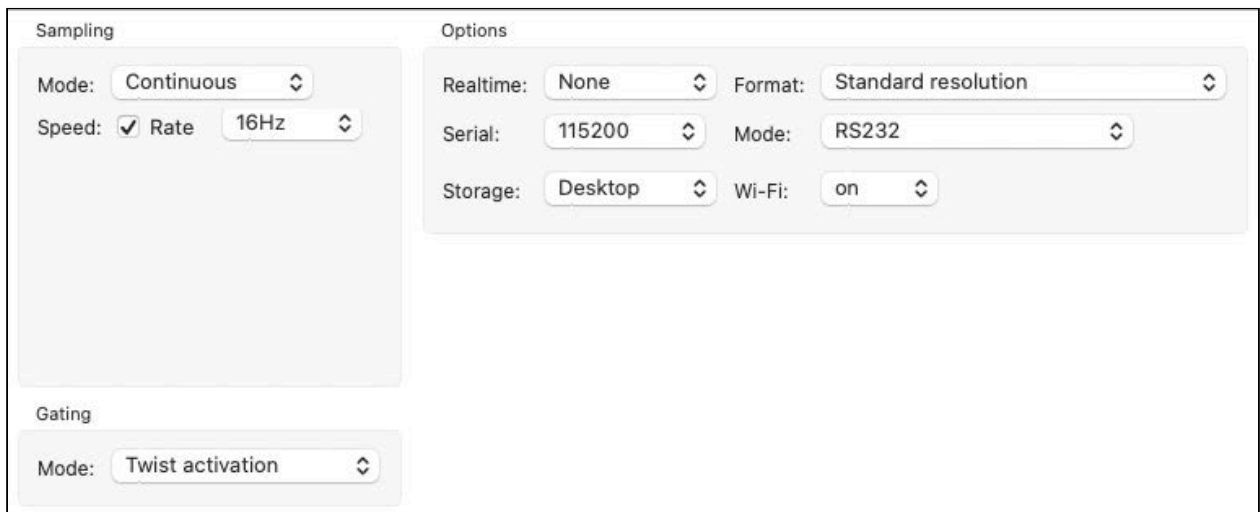 Sampling
Mode: Continuous
Speed: Rate 16Hz
Options
Realtime: None Format: Standard resolution
Serial: 115200 Mode: RS232
Storage: Desktop Wi-Fi: on
Gating
Mode: Twist activation